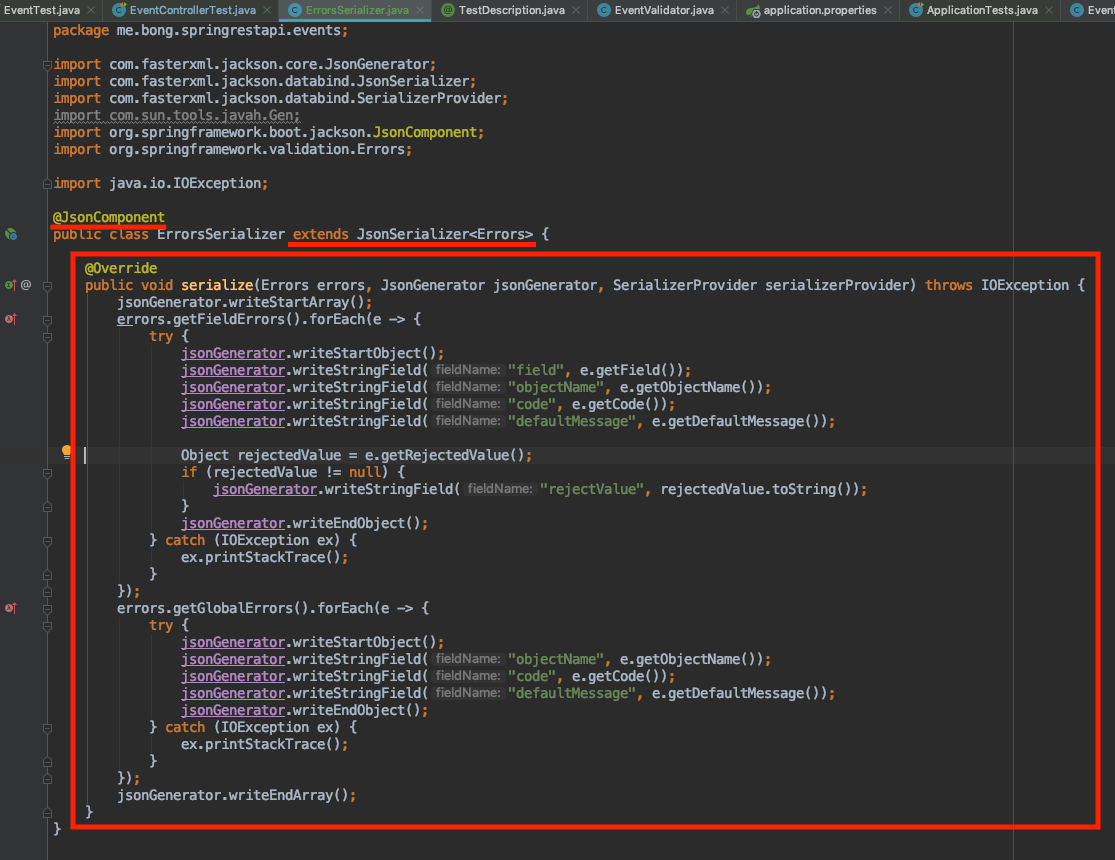 EventTest.java × EventControllerTest.java × ErrorsSerializer.java × TestDescription.java × EventValidator.java × application.properties × ApplicationTests.java × Event
package me.bong.springrestapi.events;
import com.fasterxml.jackson.core.JsonGenerator;
import com.fasterxml.jackson.databind.JsonSerializer;
import com.fasterxml.jackson.databind.SerializerProvider;
import com.sun.tools.javah.Gen;
import org.springframework.boot.jackson.JsonComponent;
import org.springframework.validation.Errors;
import java.io.IOException;
@JsonComponent
public class ErrorsSerializer extends JsonSerializer<Errors> {
@Override
public void serialize(Errors errors, JsonGenerator jsonGenerator, SerializerProvider serializerProvider) throws IOException {
jsonGenerator.writeStartArray();
errors.getFieldErrors().forEach(e -> {
try {
jsonGenerator.writeStartObject();
jsonGenerator.writeStringField( fieldName: "field", e.getField());
jsonGenerator.writeStringField( fieldName: "objectName", e.getObjectName());
jsonGenerator.writeStringField( fieldName: "code", e.getCode());
jsonGenerator.writeStringField( fieldName: "defaultMessage", e.getDefaultMessage());
Object rejectedValue = e.getRejectedValue();
if (rejectedValue != null) {
jsonGenerator.writeStringField( fieldName: "rejectValue", rejectedValue.toString());
}
jsonGenerator.writeEndObject();
} catch (IOException ex) {
ex.printStackTrace();
}
});
errors.getGlobalErrors().forEach(e -> {
try {
jsonGenerator.writeStartObject();
jsonGenerator.writeStringField( fieldName: "objectName", e.getObjectName());
jsonGenerator.writeStringField( fieldName: "code", e.getCode());
jsonGenerator.writeStringField( fieldName: "defaultMessage", e.getDefaultMessage());
jsonGenerator.writeEndObject();
} catch (IOException ex) {
ex.printStackTrace();
}
});
jsonGenerator.writeEndArray();
}
}